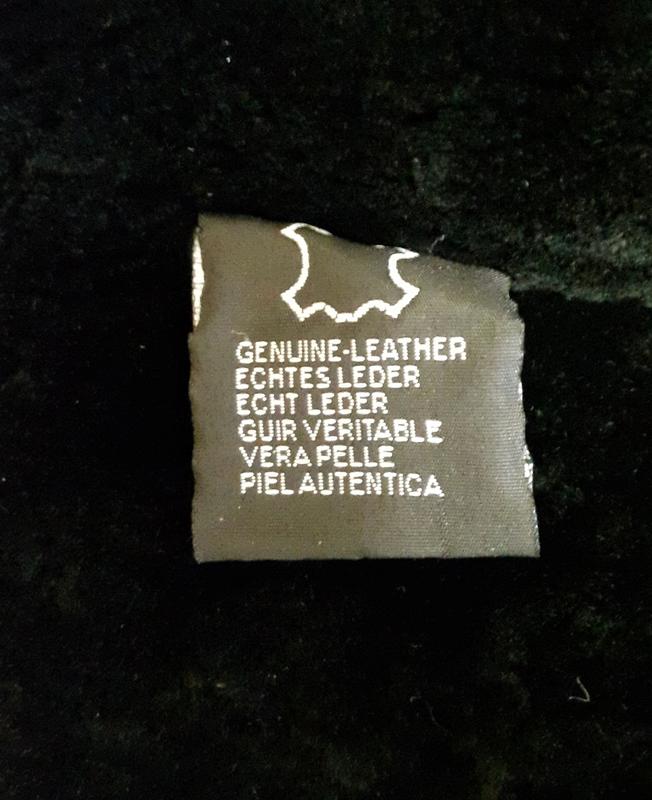 GENUINE-LEATHER
ECHTES LEDER
ECHT LEDER
GUIR VERITABLE
VERA PELLE
PIEL AUTENTICA